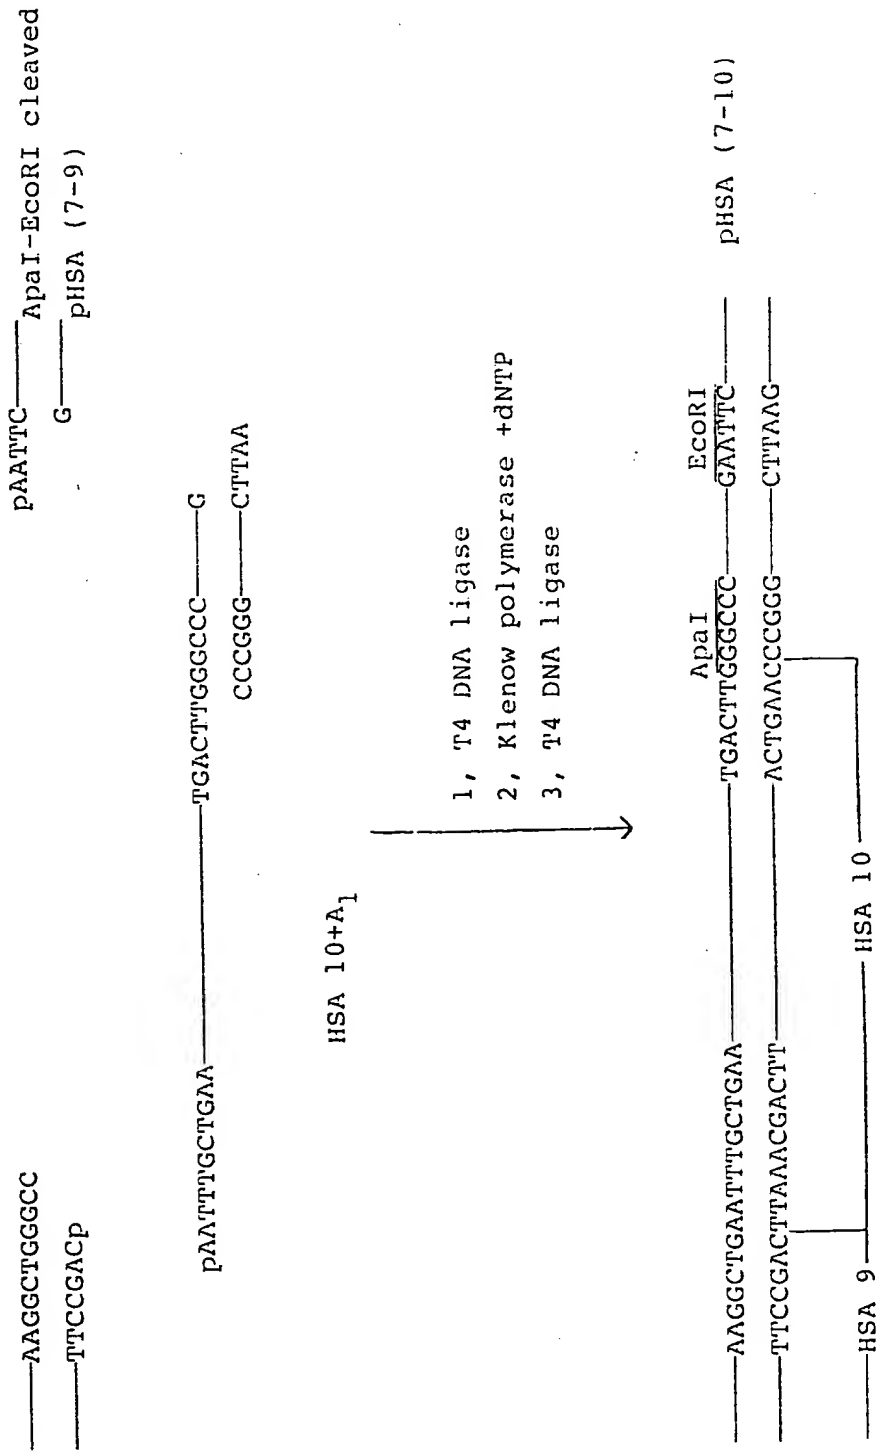 AAGGCTGGGCC pAATTC ApaI-EcoRI cleaved
TTCCGACp G pHSA (7-9)
pAATTTGCTGAA TGACTTGGGCCC G
CCCGGG CTTAA
HSA 10+A1
1, T4 DNA ligase
2, Klenow polymerase +dNTP
3, T4 DNA ligase
ApaI EcoRI
AAGGCTGAATTTGCTGAA TGACTTGGGCCC GAATTC pHSA (7-10)
TTCCGACTTAAACGACTT ACTGAACCCGGG CTTAAG
HSA 9 HSA 10